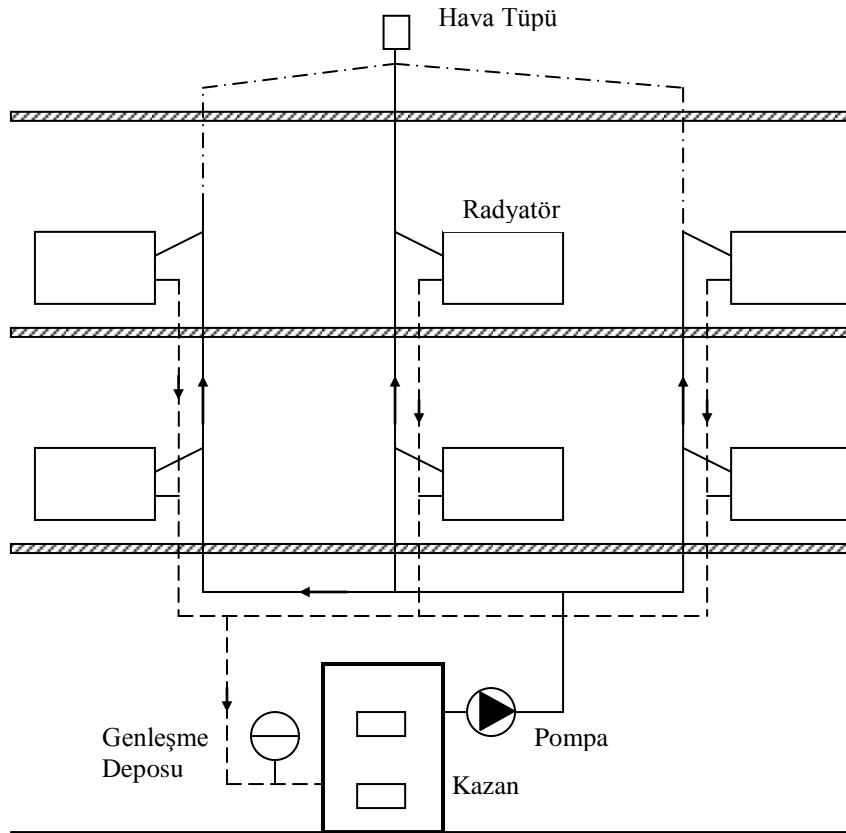 Hava Tüpü
Radyatör
Genleşme
Deposu
Pompa
Kazan